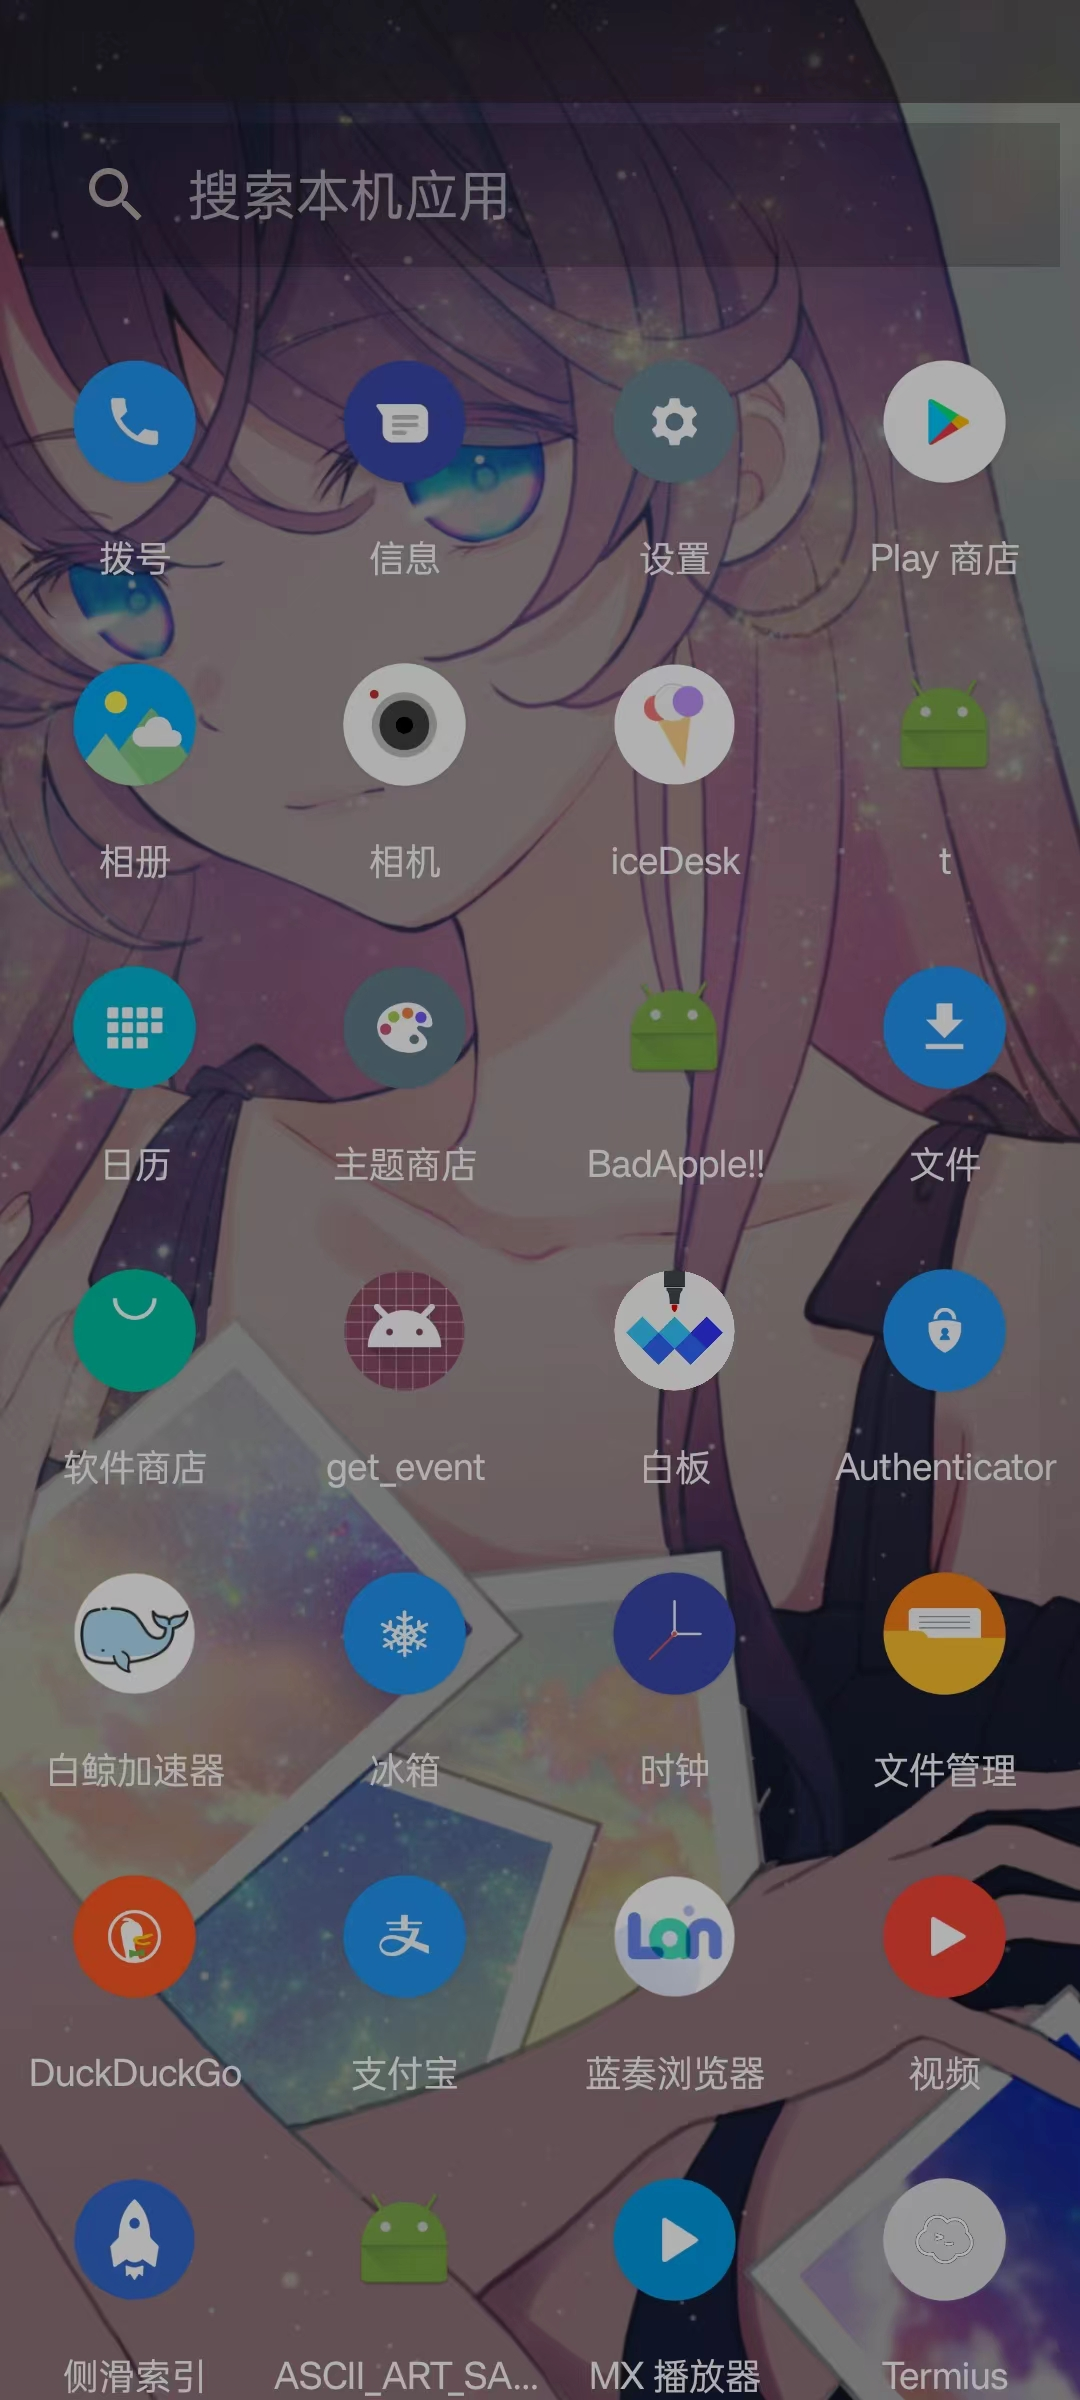 搜索本机应用
拨号
信息
设置
Play 商店
相册
相机
iceDesk
t
日历
主题商店
BadApple!!
文件
软件商店
get_event
白板
Authenticator
白鲸加速器
冰箱
时钟
文件管理
支
Lan
DuckDuckGo
支付宝
蓝奏浏览器
视频
侧滑索引
ASCII_ART_SA...
MX 播放器
Termius